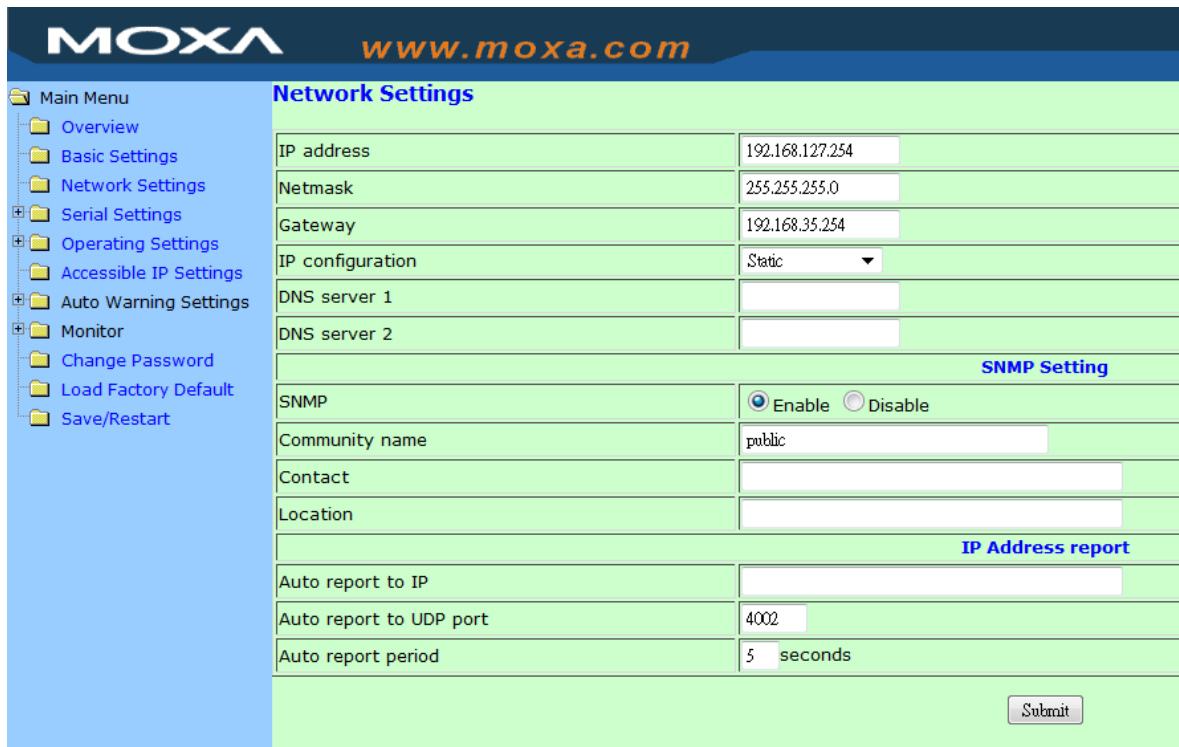 MOXA www.moxa.com
Main Menu
Overview
Basic Settings
Network Settings
Serial Settings
Operating Settings
Accessible IP Settings
Auto Warning Settings
Monitor
Change Password
Load Factory Default
Save/Restart
Network Settings
IP address 192.168.127.254
Netmask 255.255.255.0
Gateway 192.168.35.254
IP configuration Static
DNS server 1
DNS server 2
SNMP Setting
SNMP Enable Disable
Community name public
Contact
Location
IP Address report
Auto report to IP
Auto report to UDP port 4002
Auto report period 5 seconds
Submit